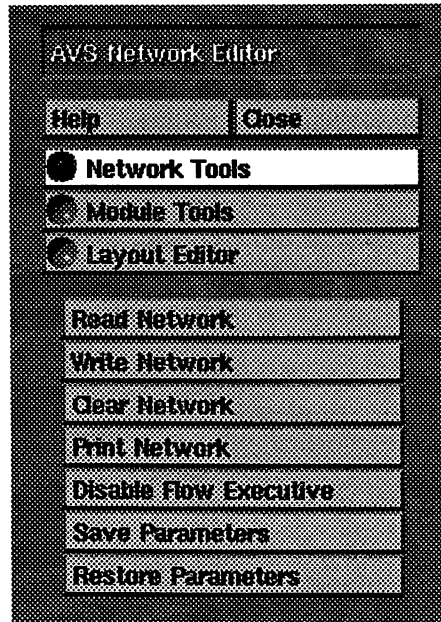 AVS Network Editor
Help Close
Network Tools
Module Tools
Layout Editor
Read Network
Write Network
Clear Network
Print Network
Disable Flow Executive
Save Parameters
Restore Parameters